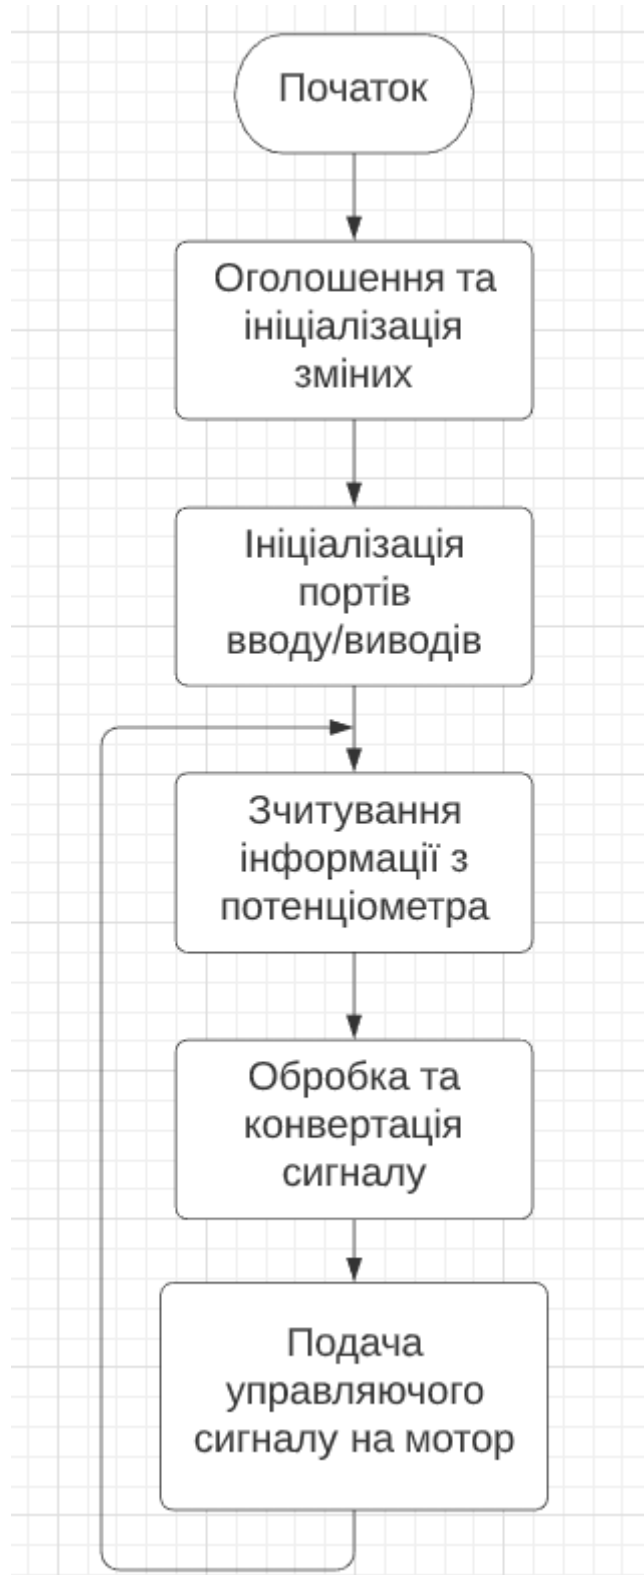 Початок
Оголошення та
ініціалізація
зміних
Ініціалізація
портів
вводу/виводів
Зчитування
інформації з
потенціометра
Обробка та
конвертація
сигналу
Подача
управляючого
сигналу на мотор